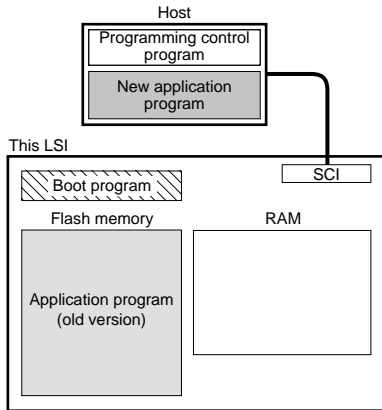 Host
Programming control
program
New application
program
This LSI
SCI
Boot program
Flash memory
RAM
Application program
(old version)